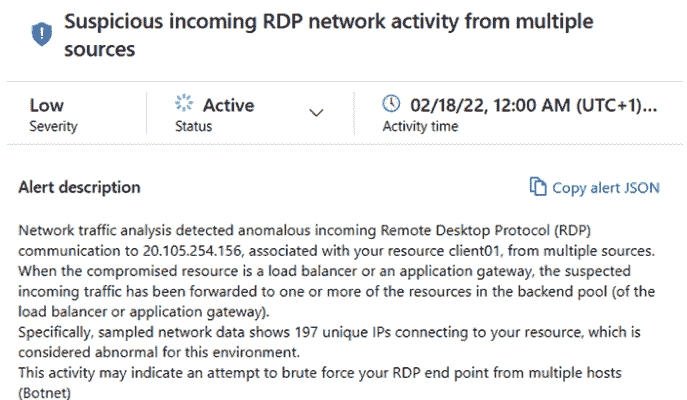 Suspicious incoming RDP network activity from multiple
sources
Low
Severity
Active
Status
02/18/22, 12:00 AM (UTC+1)...
Activity time
Alert description
Copy alert JSON
Network traffic analysis detected anomalous incoming Remote Desktop Protocol (RDP)
communication to 20.105.254.156, associated with your resource client01, from multiple sources.
When the compromised resource is a load balancer or an application gateway, the suspected
incoming traffic has been forwarded to one or more of the resources in the backend pool (of the
load balancer or application gateway).
Specifically, sampled network data shows 197 unique IPs connecting to your resource, which is
considered abnormal for this environment.
This activity may indicate an attempt to brute force your RDP end point from multiple hosts
(Botnet)